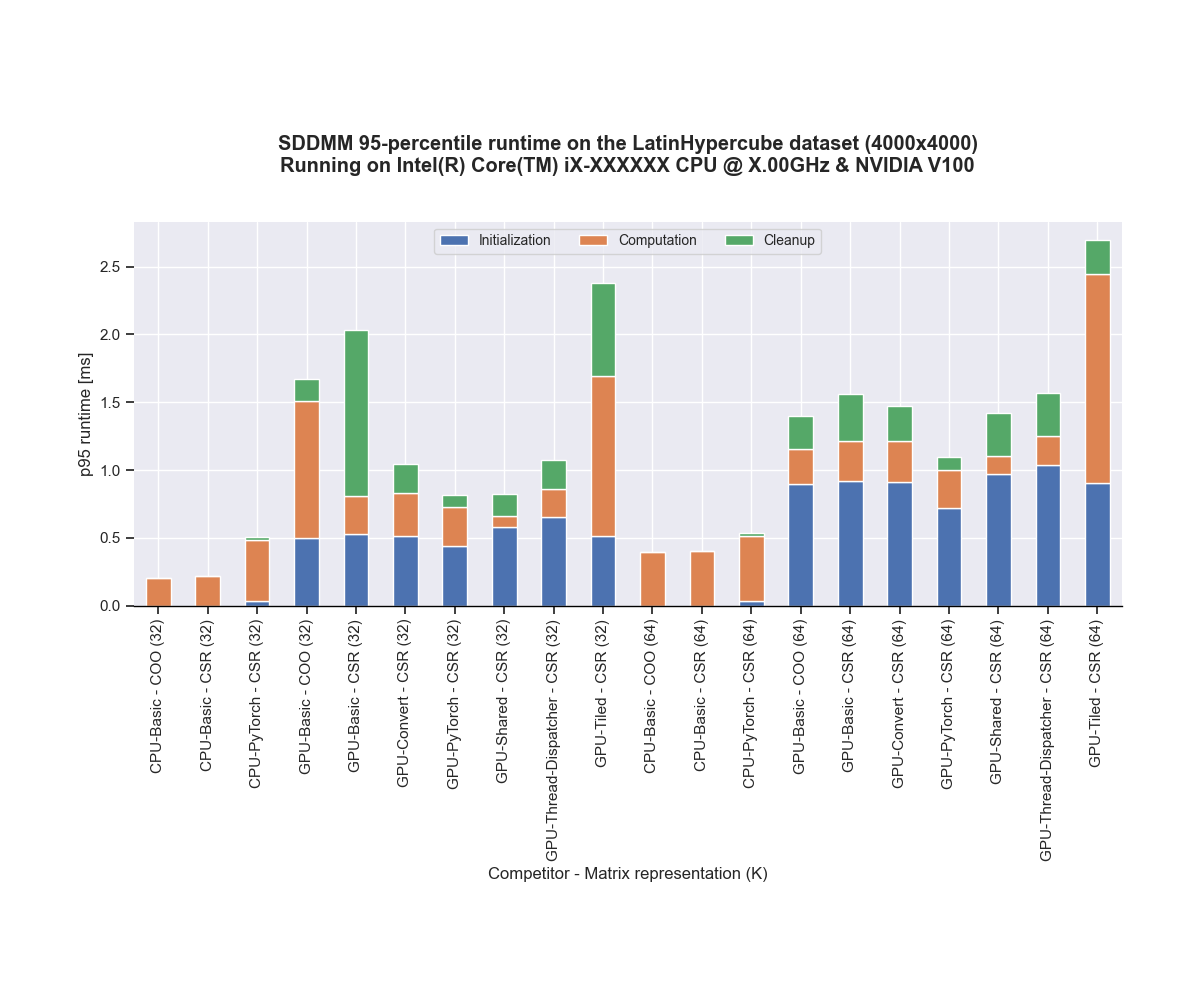 SDDMM 95-percentile runtime on the LatinHypercube dataset (4000x4000)
Running on Intel(R) Core(TM) iX-XXXXXX CPU @ X.00GHz & NVIDIA V100
Initialization
Computation
Cleanup
p95 runtime [ms]
2.5
2.0
1.5
1.0
0.5
0.0
CPU-Basic - COO (32)
CPU-Basic - CSR (32)
CPU-PyTorch - CSR (32)
GPU-Basic - COO (32)
GPU-Basic - CSR (32)
GPU-Convert - CSR (32)
GPU-PyTorch - CSR (32)
GPU-Shared - CSR (32)
GPU-Thread-Dispatcher - CSR (32)
GPU-Tiled - CSR (32)
CPU-Basic - COO (64)
CPU-Basic - CSR (64)
CPU-PyTorch - CSR (64)
GPU-Basic - COO (64)
GPU-Basic - CSR (64)
GPU-Convert - CSR (64)
GPU-PyTorch - CSR (64)
GPU-Shared - CSR (64)
GPU-Thread-Dispatcher - CSR (64)
GPU-Tiled - CSR (64)
Competitor - Matrix representation (K)